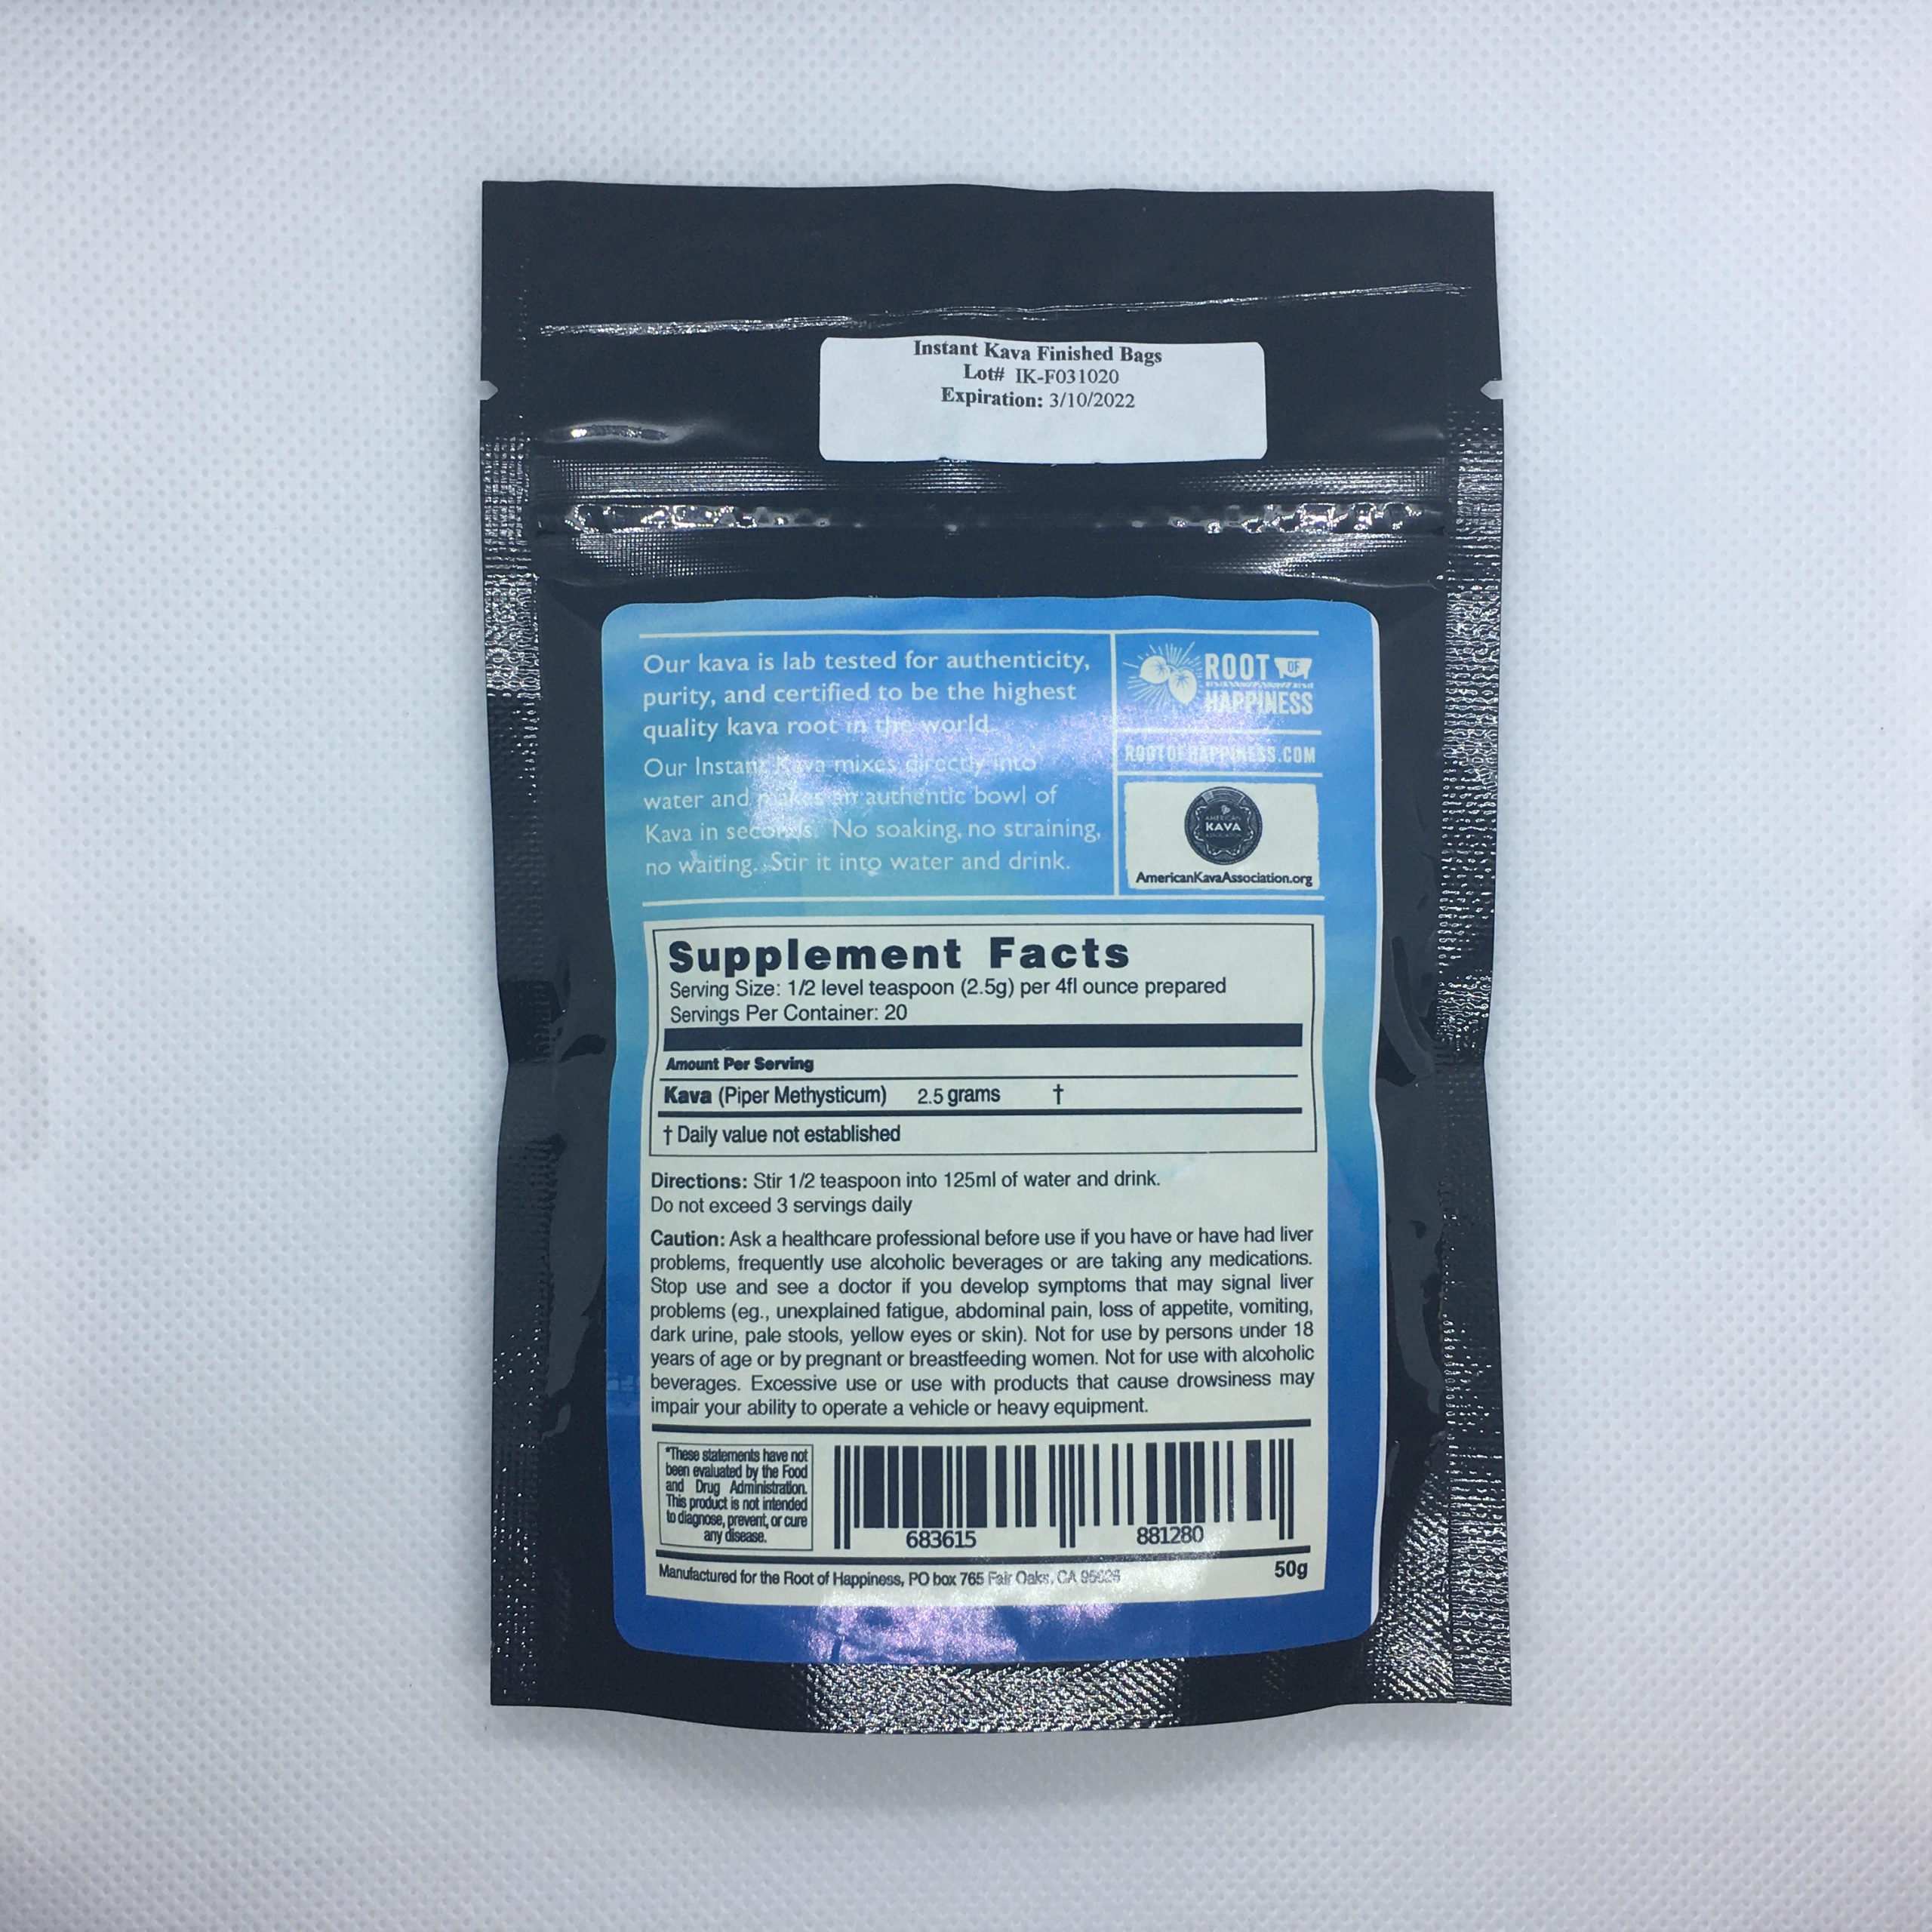 Instant Kava Finished Bags
Lot# IK-F031020
Expiration: 3/10/2022
Our kava is lab tested for authenticity,
purity, and certified to be the highest
quality kava root in the world.
Our Instant Kava mixes directly into
water and makes an authentic bowl of
Kava in seconds. No soaking, no straining,
no waiting. Stir it into water and drink.
ROOT OF
HAPPINESS
ROOTOFHAPPINESS.COM
AMERICAN
KAVA
ASSOCIATION
AmericanKavaAssociation.org
Supplement Facts
Serving Size: 1/2 level teaspoon (2.5g) per 4fl ounce prepared
Servings Per Container: 20
Amount Per Serving
Kava (Piper Methysticum) 2.5 grams †
† Daily value not established
Directions: Stir 1/2 teaspoon into 125ml of water and drink.
Do not exceed 3 servings daily
Caution: Ask a healthcare professional before use if you have or have had liver
problems, frequently use alcoholic beverages or are taking any medications.
Stop use and see a doctor if you develop symptoms that may signal liver
problems (eg., unexplained fatigue, abdominal pain, loss of appetite, vomiting,
dark urine, pale stools, yellow eyes or skin). Not for use by persons under 18
years of age or by pregnant or breastfeeding women. Not for use with alcoholic
beverages. Excessive use or use with products that cause drowsiness may
impair your ability to operate a vehicle or heavy equipment.
*These statements have not
been evaluated by the Food
and Drug Administration.
This product is not intended
to diagnose, prevent, or cure
any disease.
683615 881280
Manufactured for the Root of Happiness, PO box 765 Fair Oaks, CA
50g